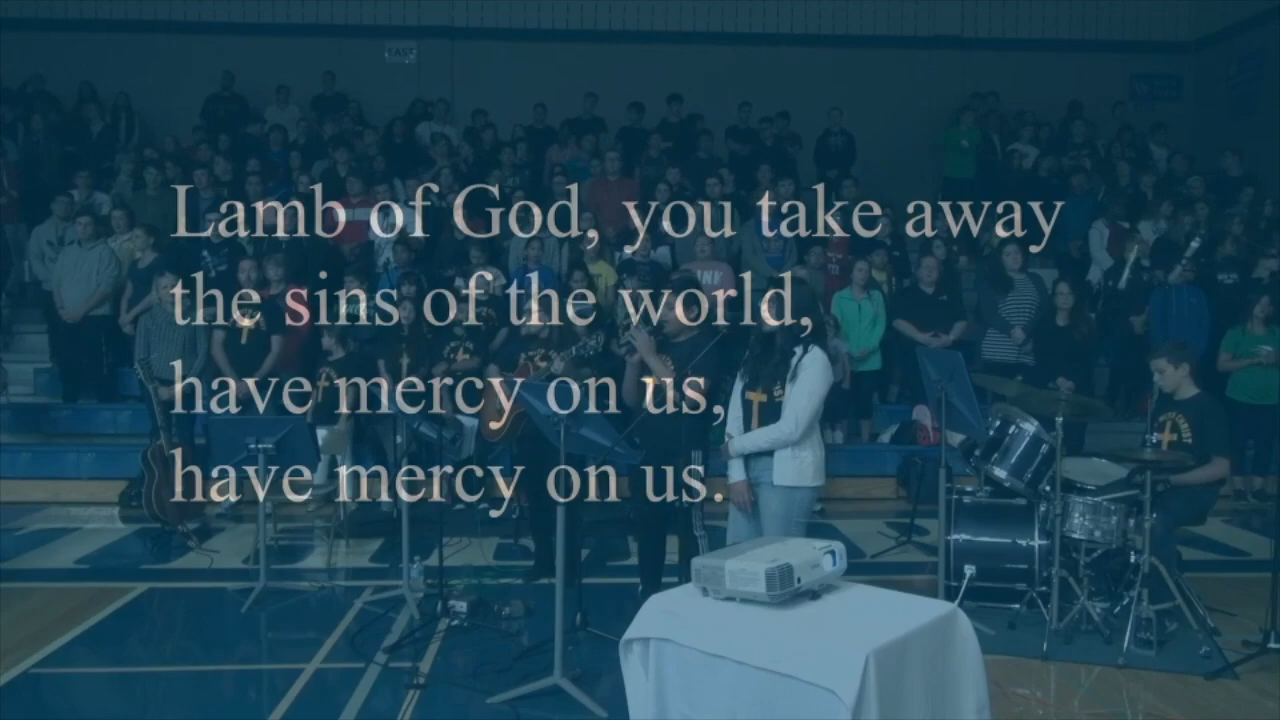 EAST
Lamb of God, you take away
the sins of the world,
have mercy on us,
have mercy on us.